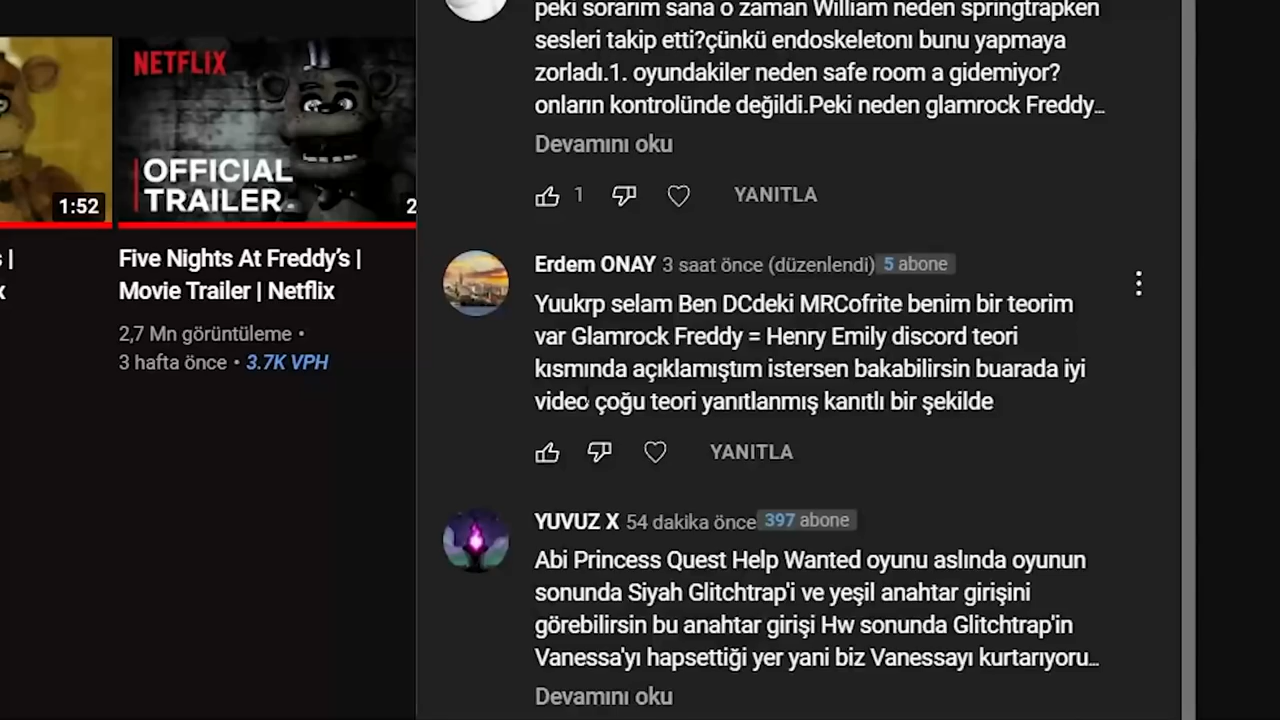 NETFLIX
OFFICIAL
TRAILER
1:52
2
s |
x
Five Nights At Freddy's |
Movie Trailer | Netflix
2,7 Mn görüntüleme •
3 hafta önce • 3.7K VPH
peki sorarım sana o zaman William neden springtrapken
sesleri takip etti?çünkü endoskeletonı bunu yapmaya
zorladı.1. oyundakiler neden safe room a gidemiyor?
onların kontrolünde değildi.Peki neden glamrock Freddy...
Devamını oku
1 YANITLA
Erdem ONAY 3 saat önce (düzenlendi) 5 abone
Yuukrp selam Ben DCdeki MRCofrite benim bir teorim
var Glamrock Freddy = Henry Emily discord teori
kısmında açıklamıştım istersen bakabilirsin buarada iyi
video çoğu teori yanıtlanmış kanıtlı bir şekilde
YANITLA
YUVUZ X 54 dakika önce 397 abone
Abi Princess Quest Help Wanted oyunu aslında oyunun
sonunda Siyah Glitchtrap'i ve yeşil anahtar girişini
görebilirsin bu anahtar girişi Hw sonunda Glitchtrap'in
Vanessa'yı hapsettiği yer yani biz Vanessayı kurtarıyoru...
Devamını oku